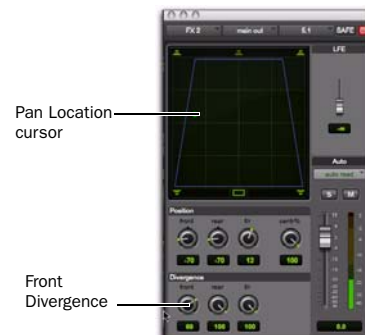 FX 2 main out 5.1 SAFE
LFE
Pan Location
cursor
Auto
auto read
S M
Position
front rear f/r center%
-70 -70 12 100
Front
Divergence
Divergence
front rear f/r
60 100 100
0.0